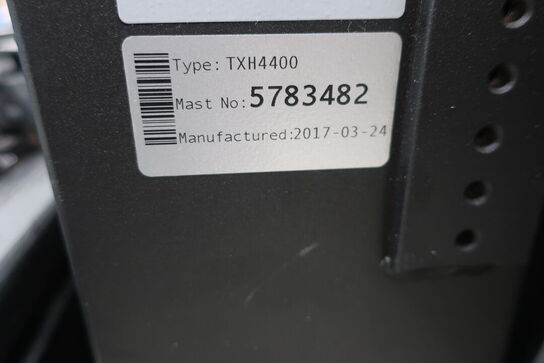 Type: TXH4400
Mast No:5783482
Manufactured:2017-03-24